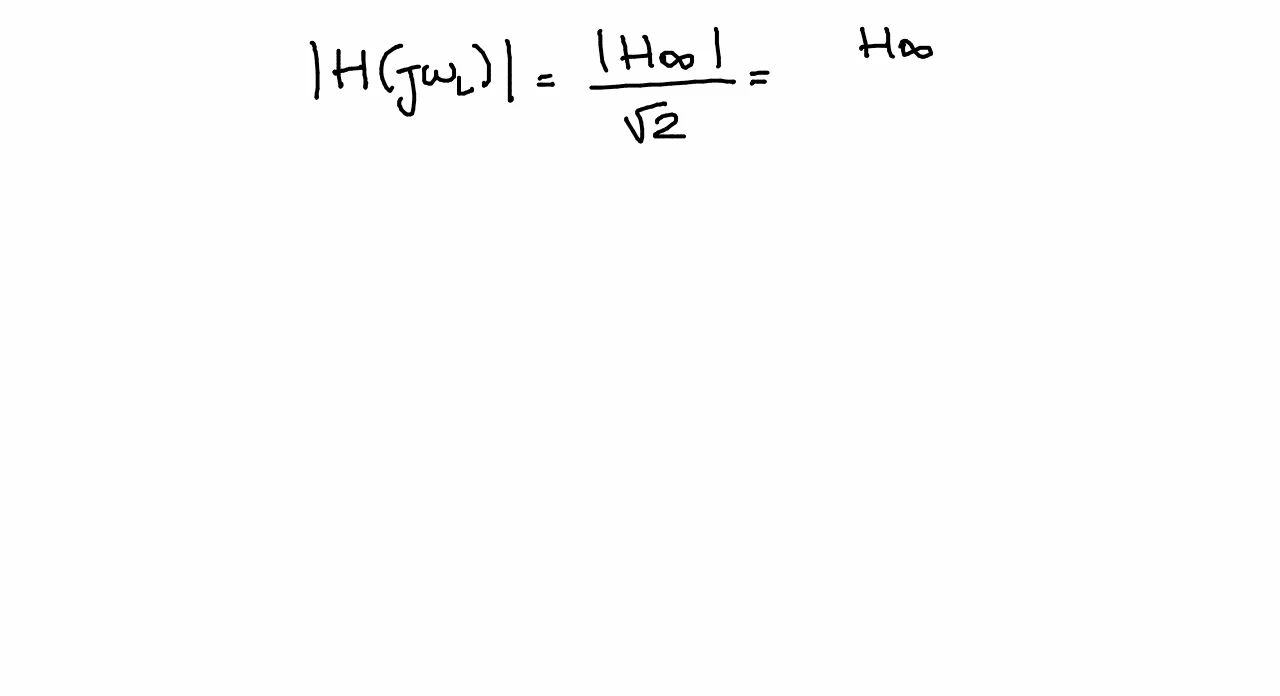 |H(jω_L)| = |H∞| / √2 = H∞